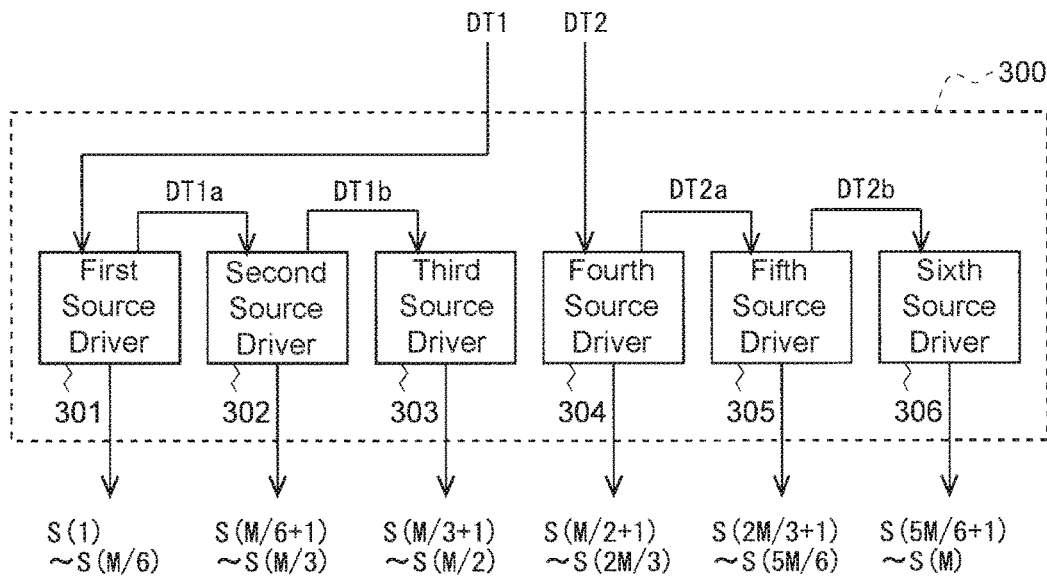 DT1 DT2
300
DT1a DT1b DT2a DT2b
First Source Driver
Second Source Driver
Third Source Driver
Fourth Source Driver
Fifth Source Driver
Sixth Source Driver
301 302 303 304 305 306
S(1)
~S(M/6)
S(M/6+1)
~S(M/3)
S(M/3+1)
~S(M/2)
S(M/2+1)
~S(2M/3)
S(2M/3+1)
~S(5M/6)
S(5M/6+1)
~S(M)